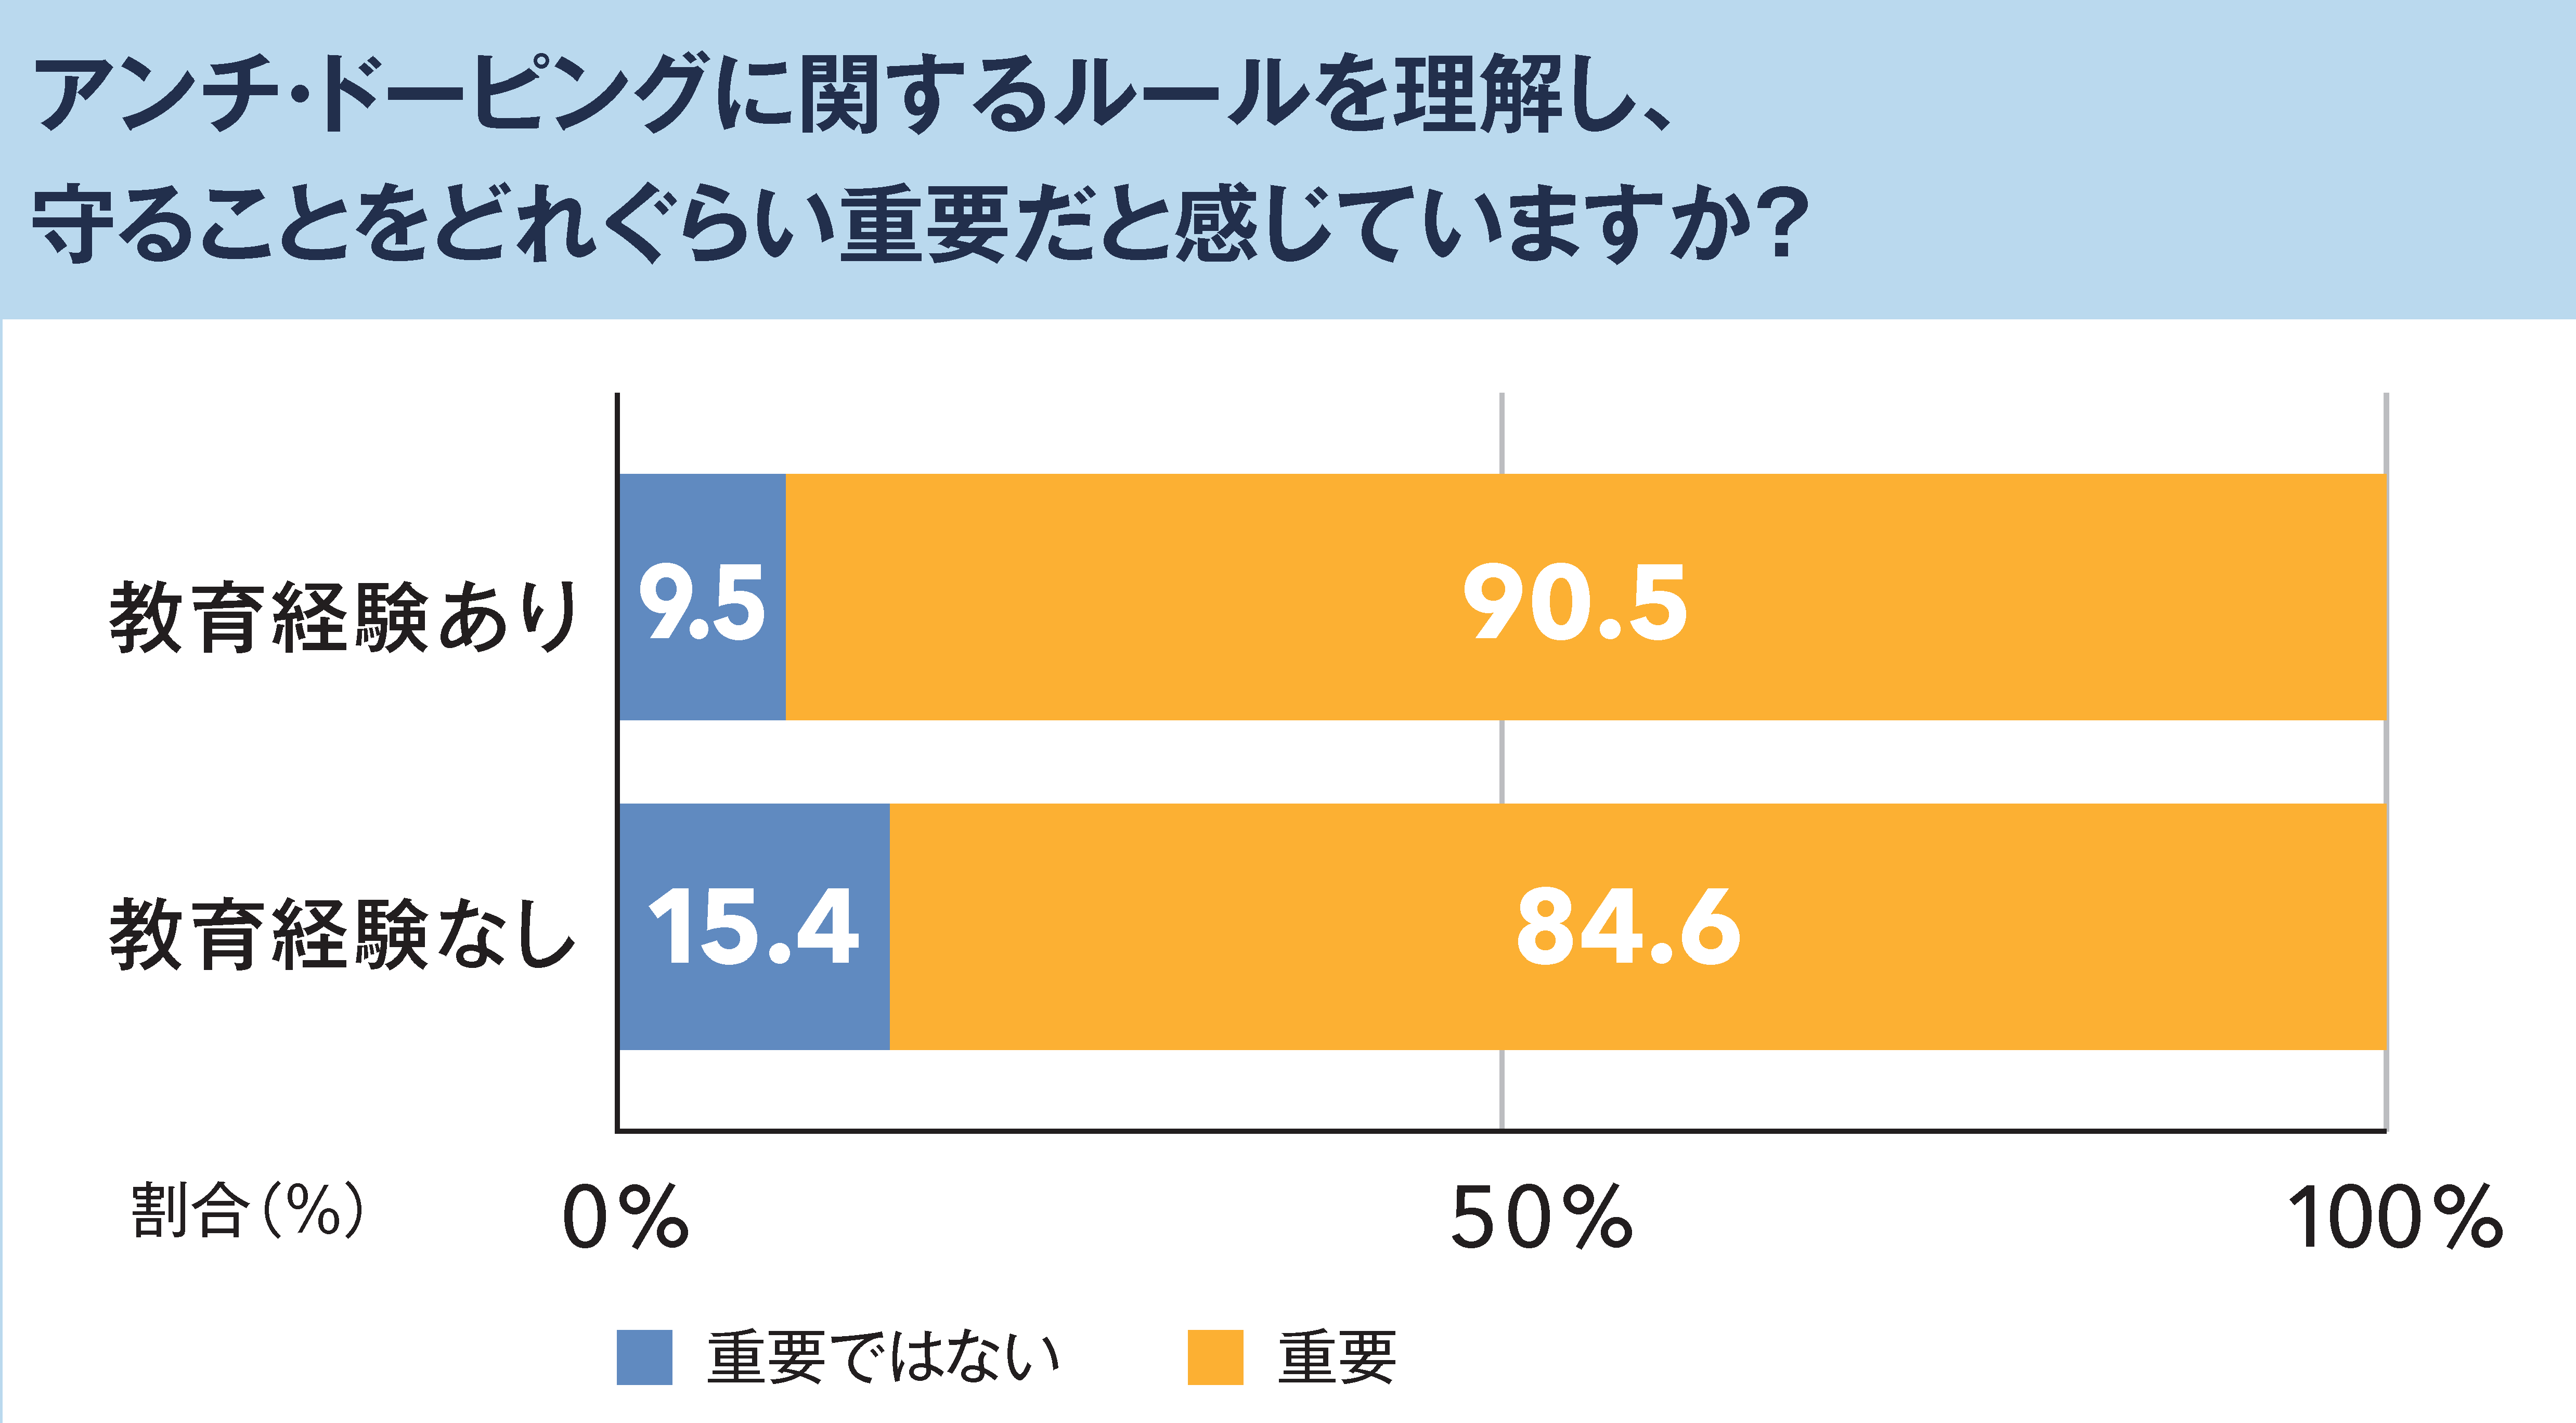 アンチ・ドーピングに関するルールを理解し、
守ることをどれぐらい重要だと感じていますか？
教育経験あり 9.5 90.5
教育経験なし 15.4 84.6
割合(%) 0% 50% 100%
重要ではない 重要